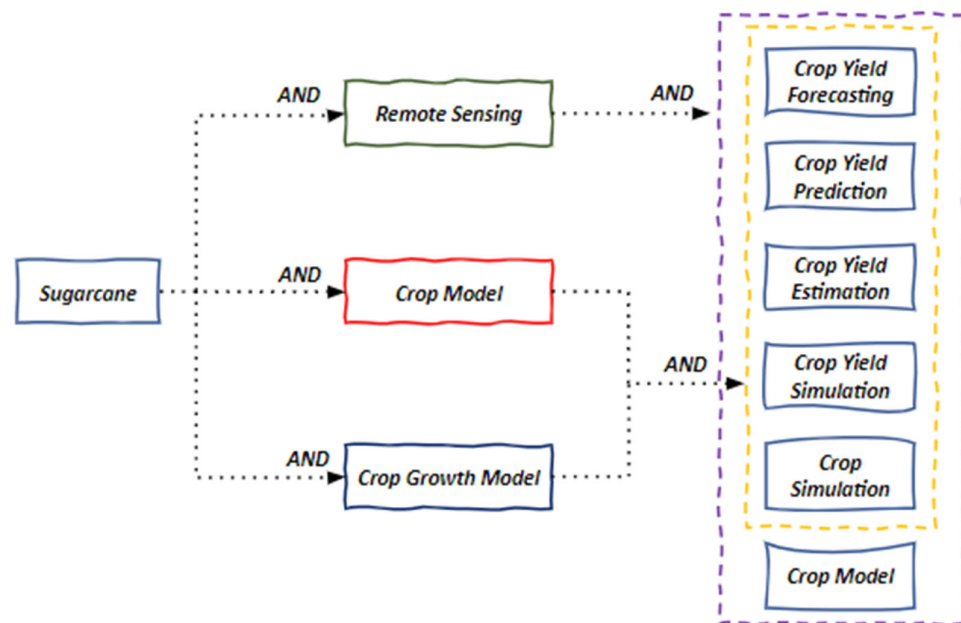 Sugarcane
AND
Remote Sensing
AND
AND
Crop Model
AND
Crop Growth Model
AND
Crop Yield
Forecasting
Crop Yield
Prediction
Crop Yield
Estimation
Crop Yield
Simulation
Crop
Simulation
Crop Model